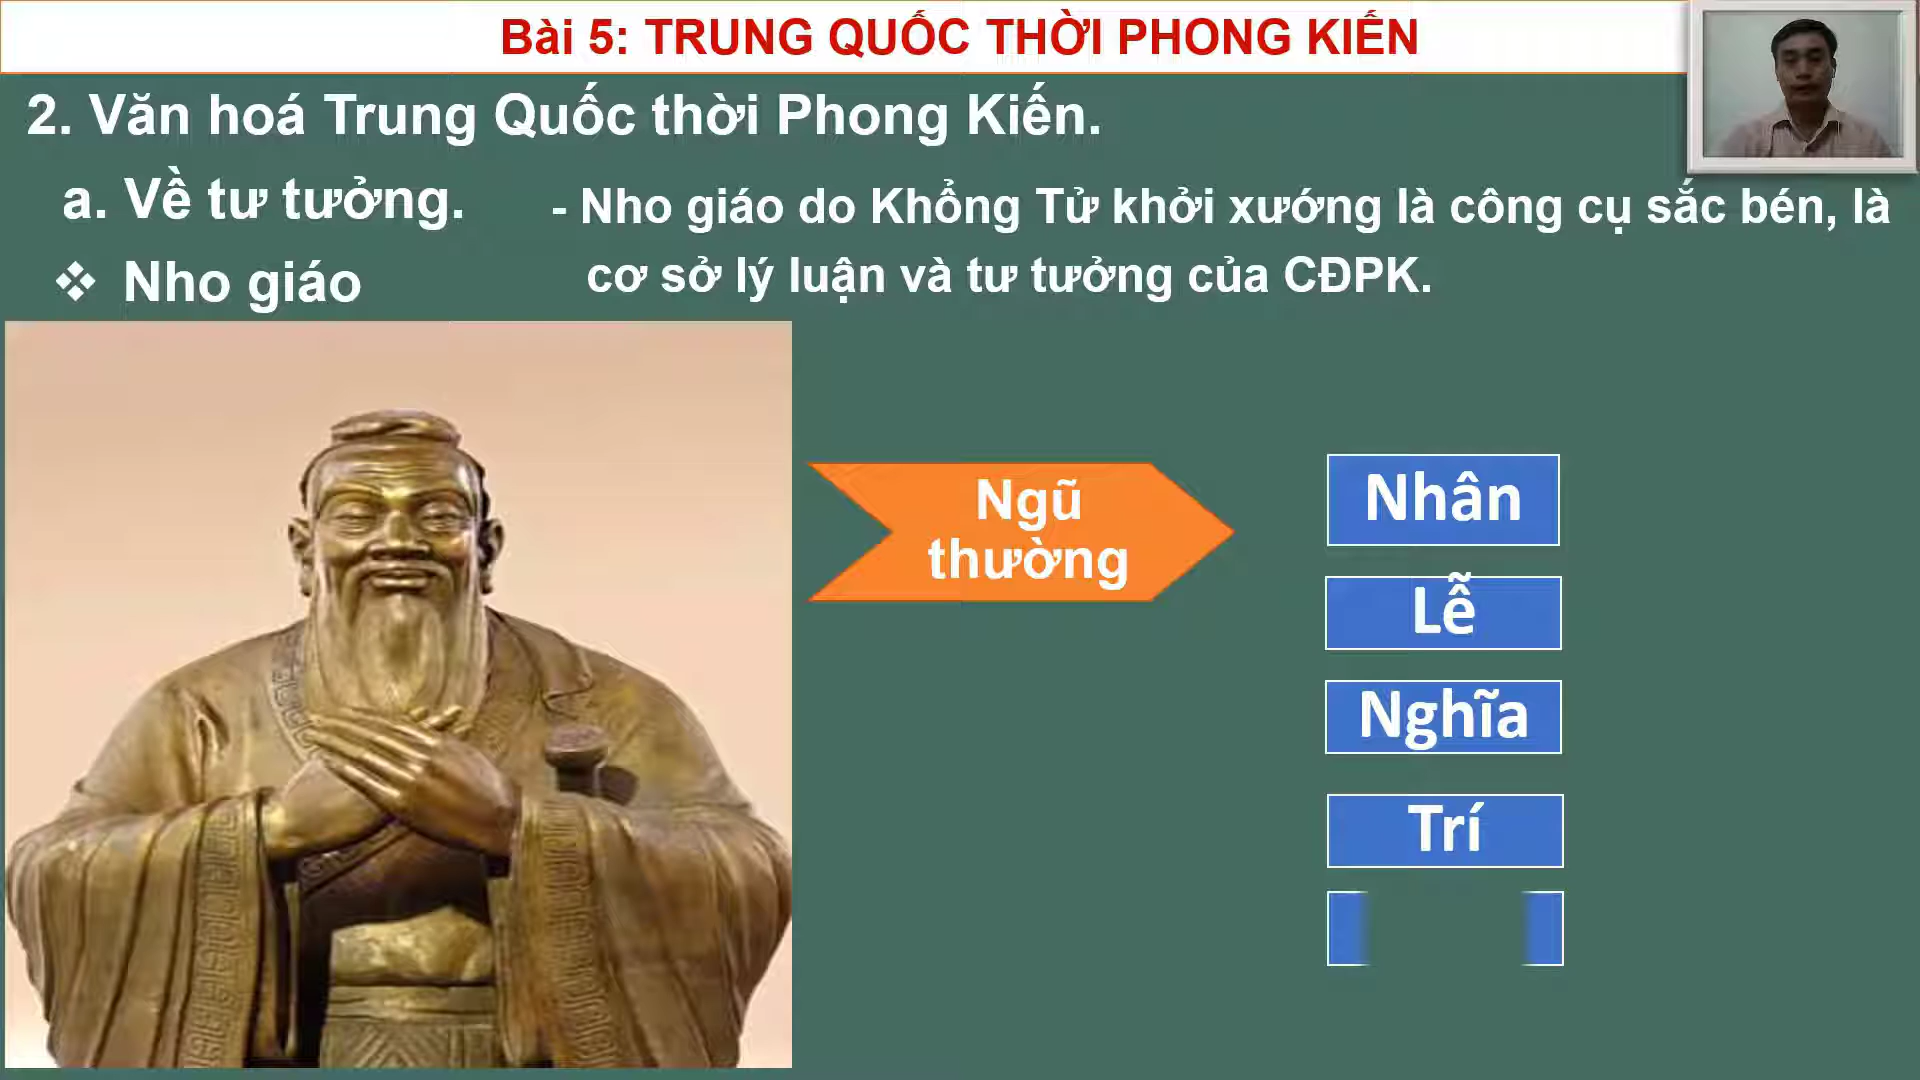 Bài 5: TRUNG QUỐC THỜI PHONG KIẾN
2. Văn hoá Trung Quốc thời Phong Kiến.
a. Về tư tưởng.
- Nho giáo do Khổng Tử khởi xướng là công cụ sắc bén, là
cơ sở lý luận và tư tưởng của CĐPK.
❖ Nho giáo
Ngũ
thường
Nhân
Lễ
Nghĩa
Trí